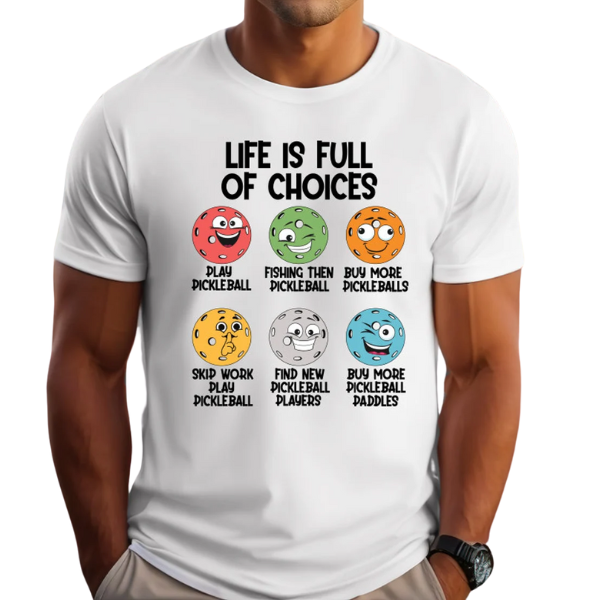 LIFE IS FULL
OF CHOICES
PLAY
PICKLEBALL
FISHING THEN
PICKLEBALL
BUY MORE
PICKLEBALLS
SKIP WORK
PLAY
PICKLEBALL
FIND NEW
PICKLEBALL
PLAYERS
BUY MORE
PICKLEBALL
PADDLES